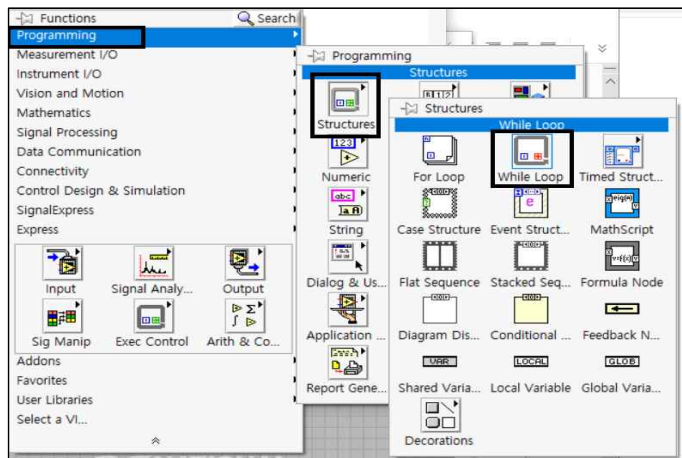 Functions
Search
Programming
Measurement I/O
Instrument I/O
Vision and Motion
Mathematics
Signal Processing
Data Communication
Connectivity
Control Design & Simulation
SignalExpress
Express
Input Signal Analy... Output
Sig Manip Exec Control Arith & Co...
Addons
Favorites
User Libraries
Select a VI...
Programming
Structures
Structures
Numeric
String
Dialog & Us...
Application ...
Report Gene...
Structures
While Loop
For Loop While Loop Timed Struct...
Case Structure Event Struct... MathScript
Flat Sequence Stacked Seq... Formula Node
Diagram Dis... Conditional ... Feedback N...
VAR LOCAL GLOB
Shared Varia... Local Variable Global Varia...
Decorations